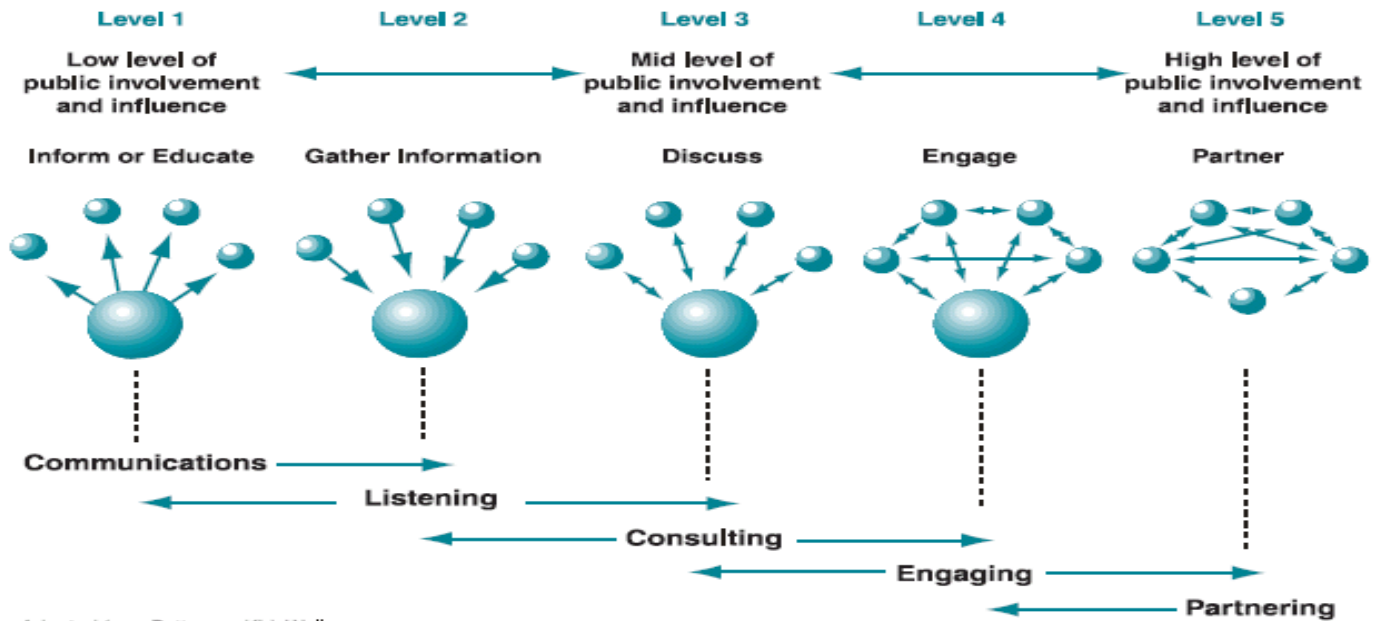 Level 1
Level 2
Level 3
Level 4
Level 5
Low level of
public involvement
and influence
Mid level of
public involvement
and influence
High level of
public involvement
and influence
Inform or Educate
Gather Information
Discuss
Engage
Partner
Communications
Listening
Consulting
Engaging
Partnering